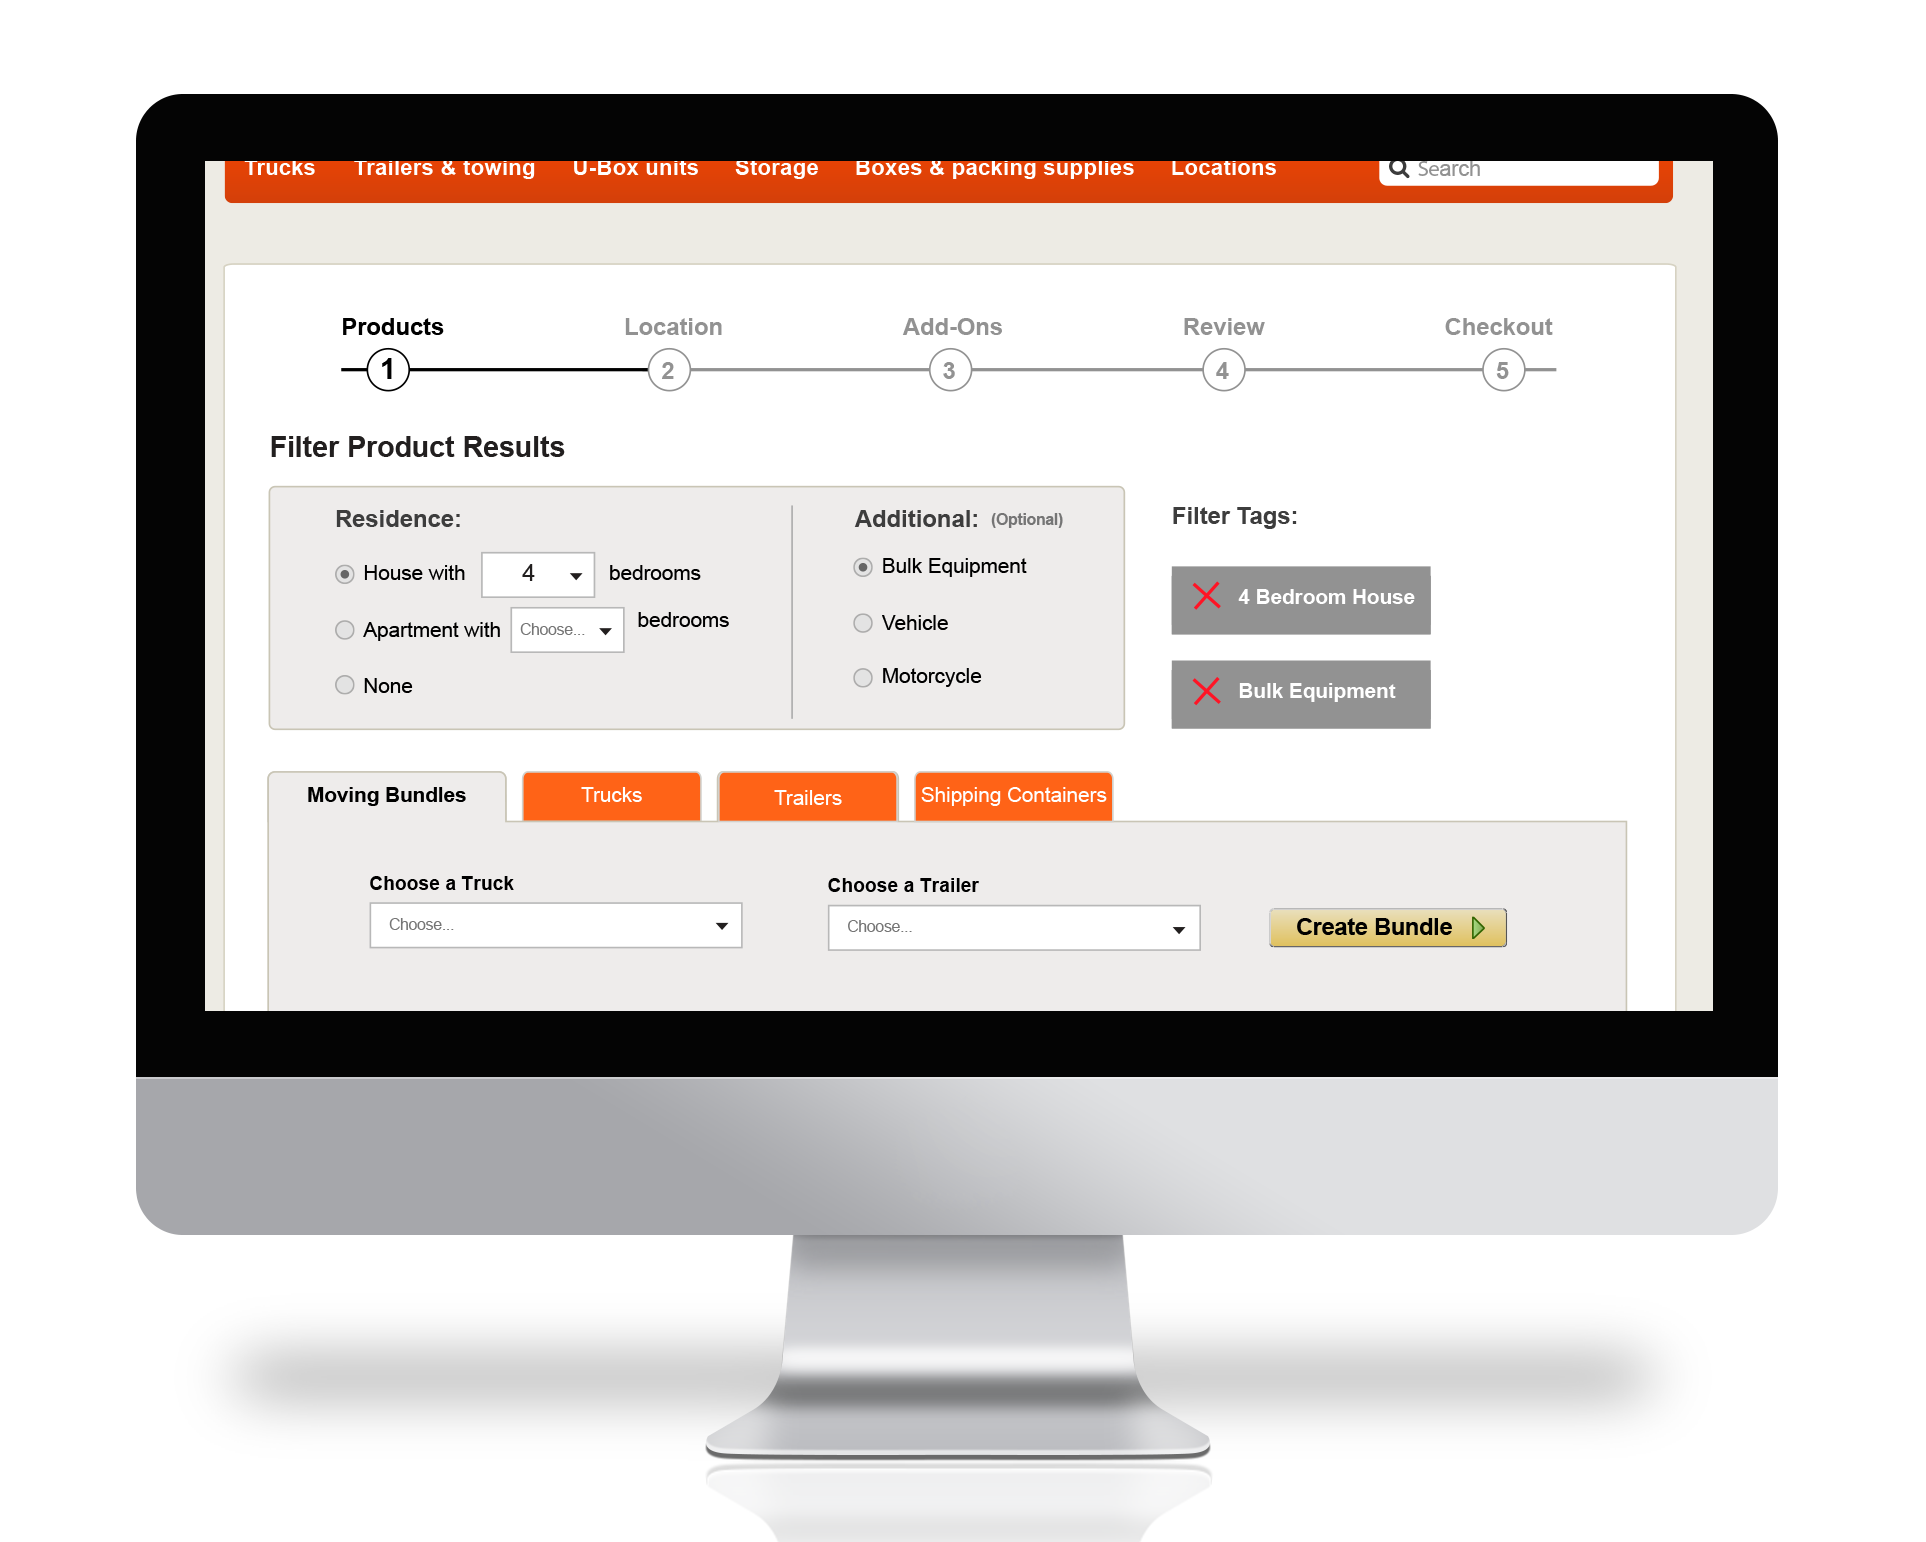 Trucks Trailers & towing U-Box units Storage Boxes & packing supplies Locations Search
Products Location Add-Ons Review Checkout
1 2 3 4 5
Filter Product Results
Residence:
House with 4 bedrooms
Apartment with Choose... bedrooms
None
Additional: (Optional)
Bulk Equipment
Vehicle
Motorcycle
Filter Tags:
4 Bedroom House
Bulk Equipment
Moving Bundles Trucks Trailers Shipping Containers
Choose a Truck
Choose...
Choose a Trailer
Choose...
Create Bundle